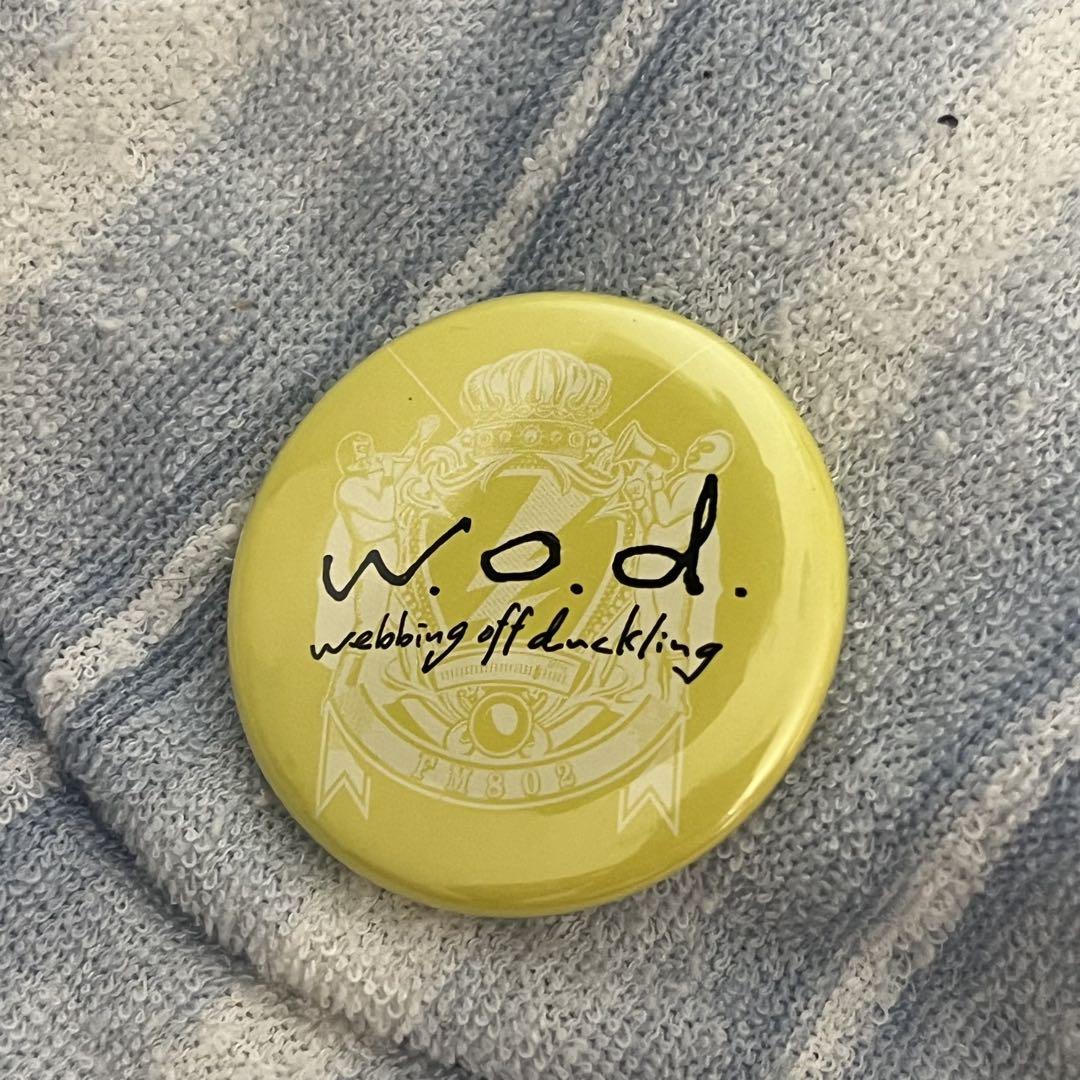 w.o.d.
webbing off duckling
FM802